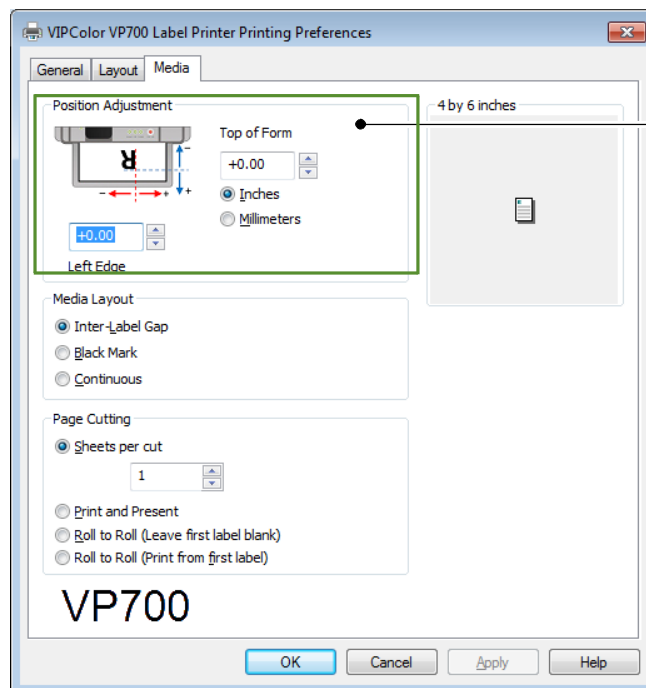 VIPColor VP700 Label Printer Printing Preferences
General Layout Media
Position Adjustment
4 by 6 inches
Top of Form
R
+0.00
- +
- +
Inches
Millimeters
+0.00
Left Edge
Media Layout
Inter-Label Gap
Black Mark
Continuous
Page Cutting
Sheets per cut
1
Print and Present
Roll to Roll (Leave first label blank)
Roll to Roll (Print from first label)
VP700
OK Cancel Apply Help